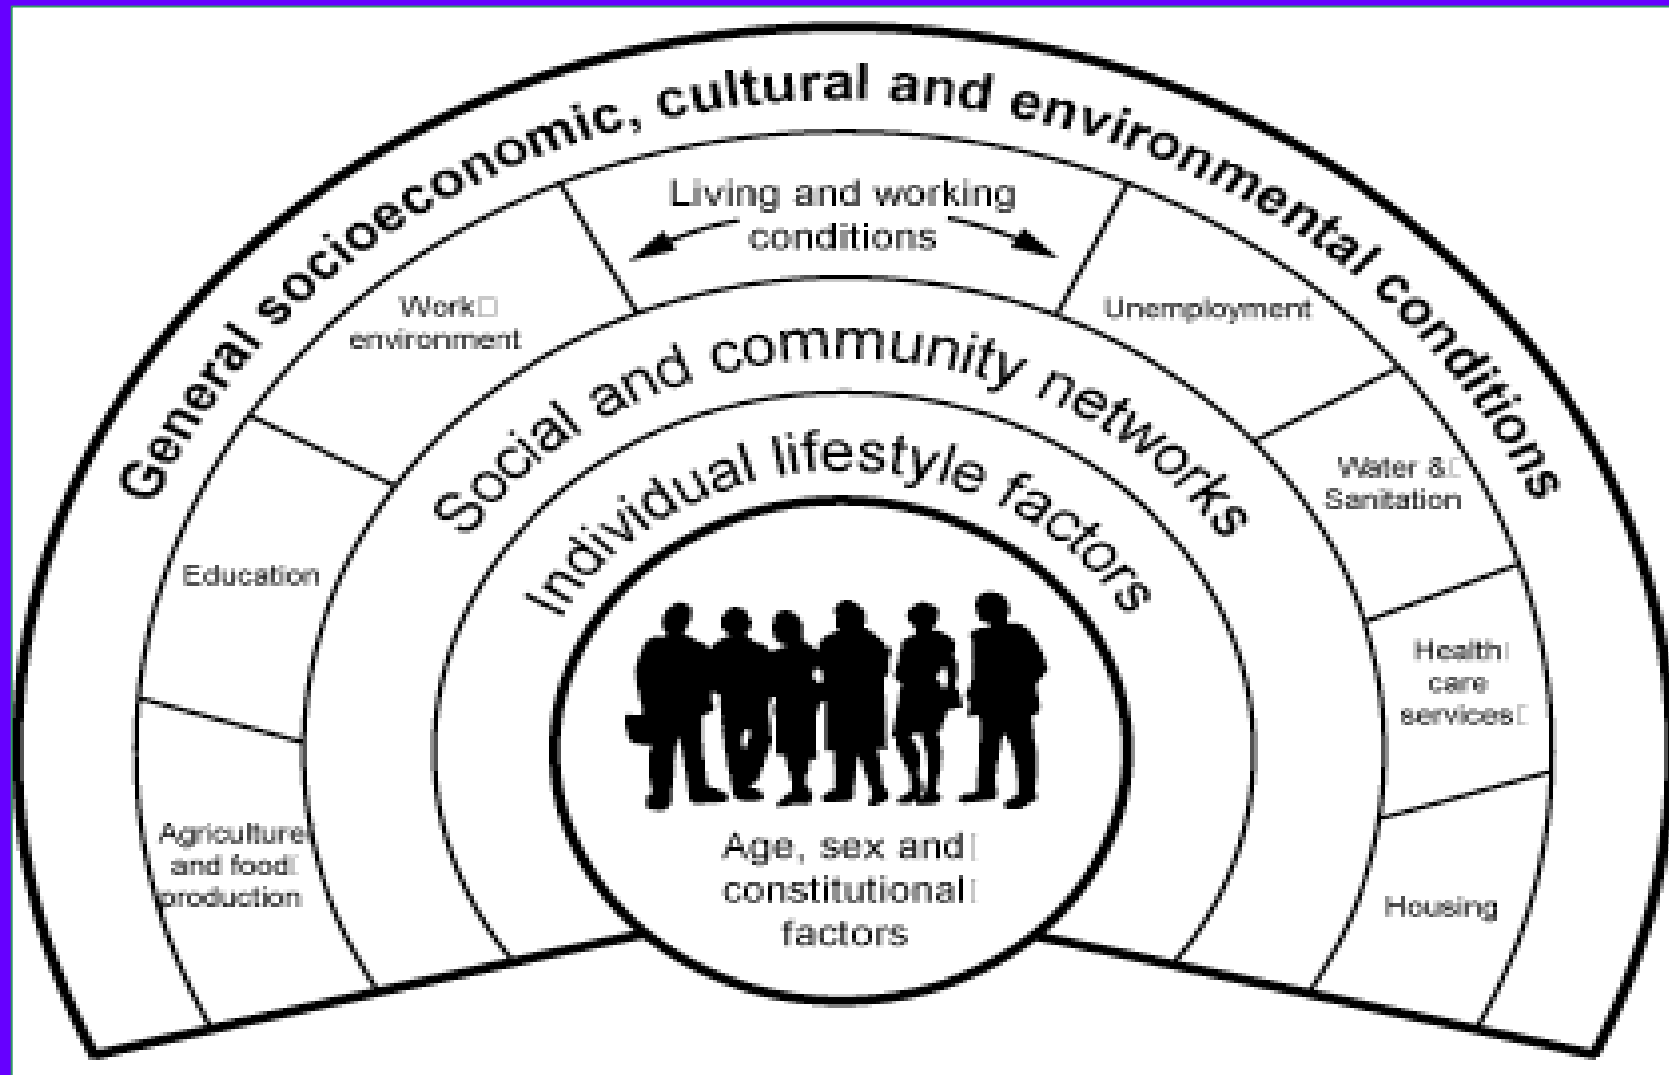 General socioeconomic, cultural and environmental conditions
Living and working
conditions
Work
environment
Unemployment
Social and community networks
Individual lifestyle factors
Water &
Sanitation
Education
Health
care
services
Agriculture
and food
production
Housing
Age, sex and
constitutional
factors